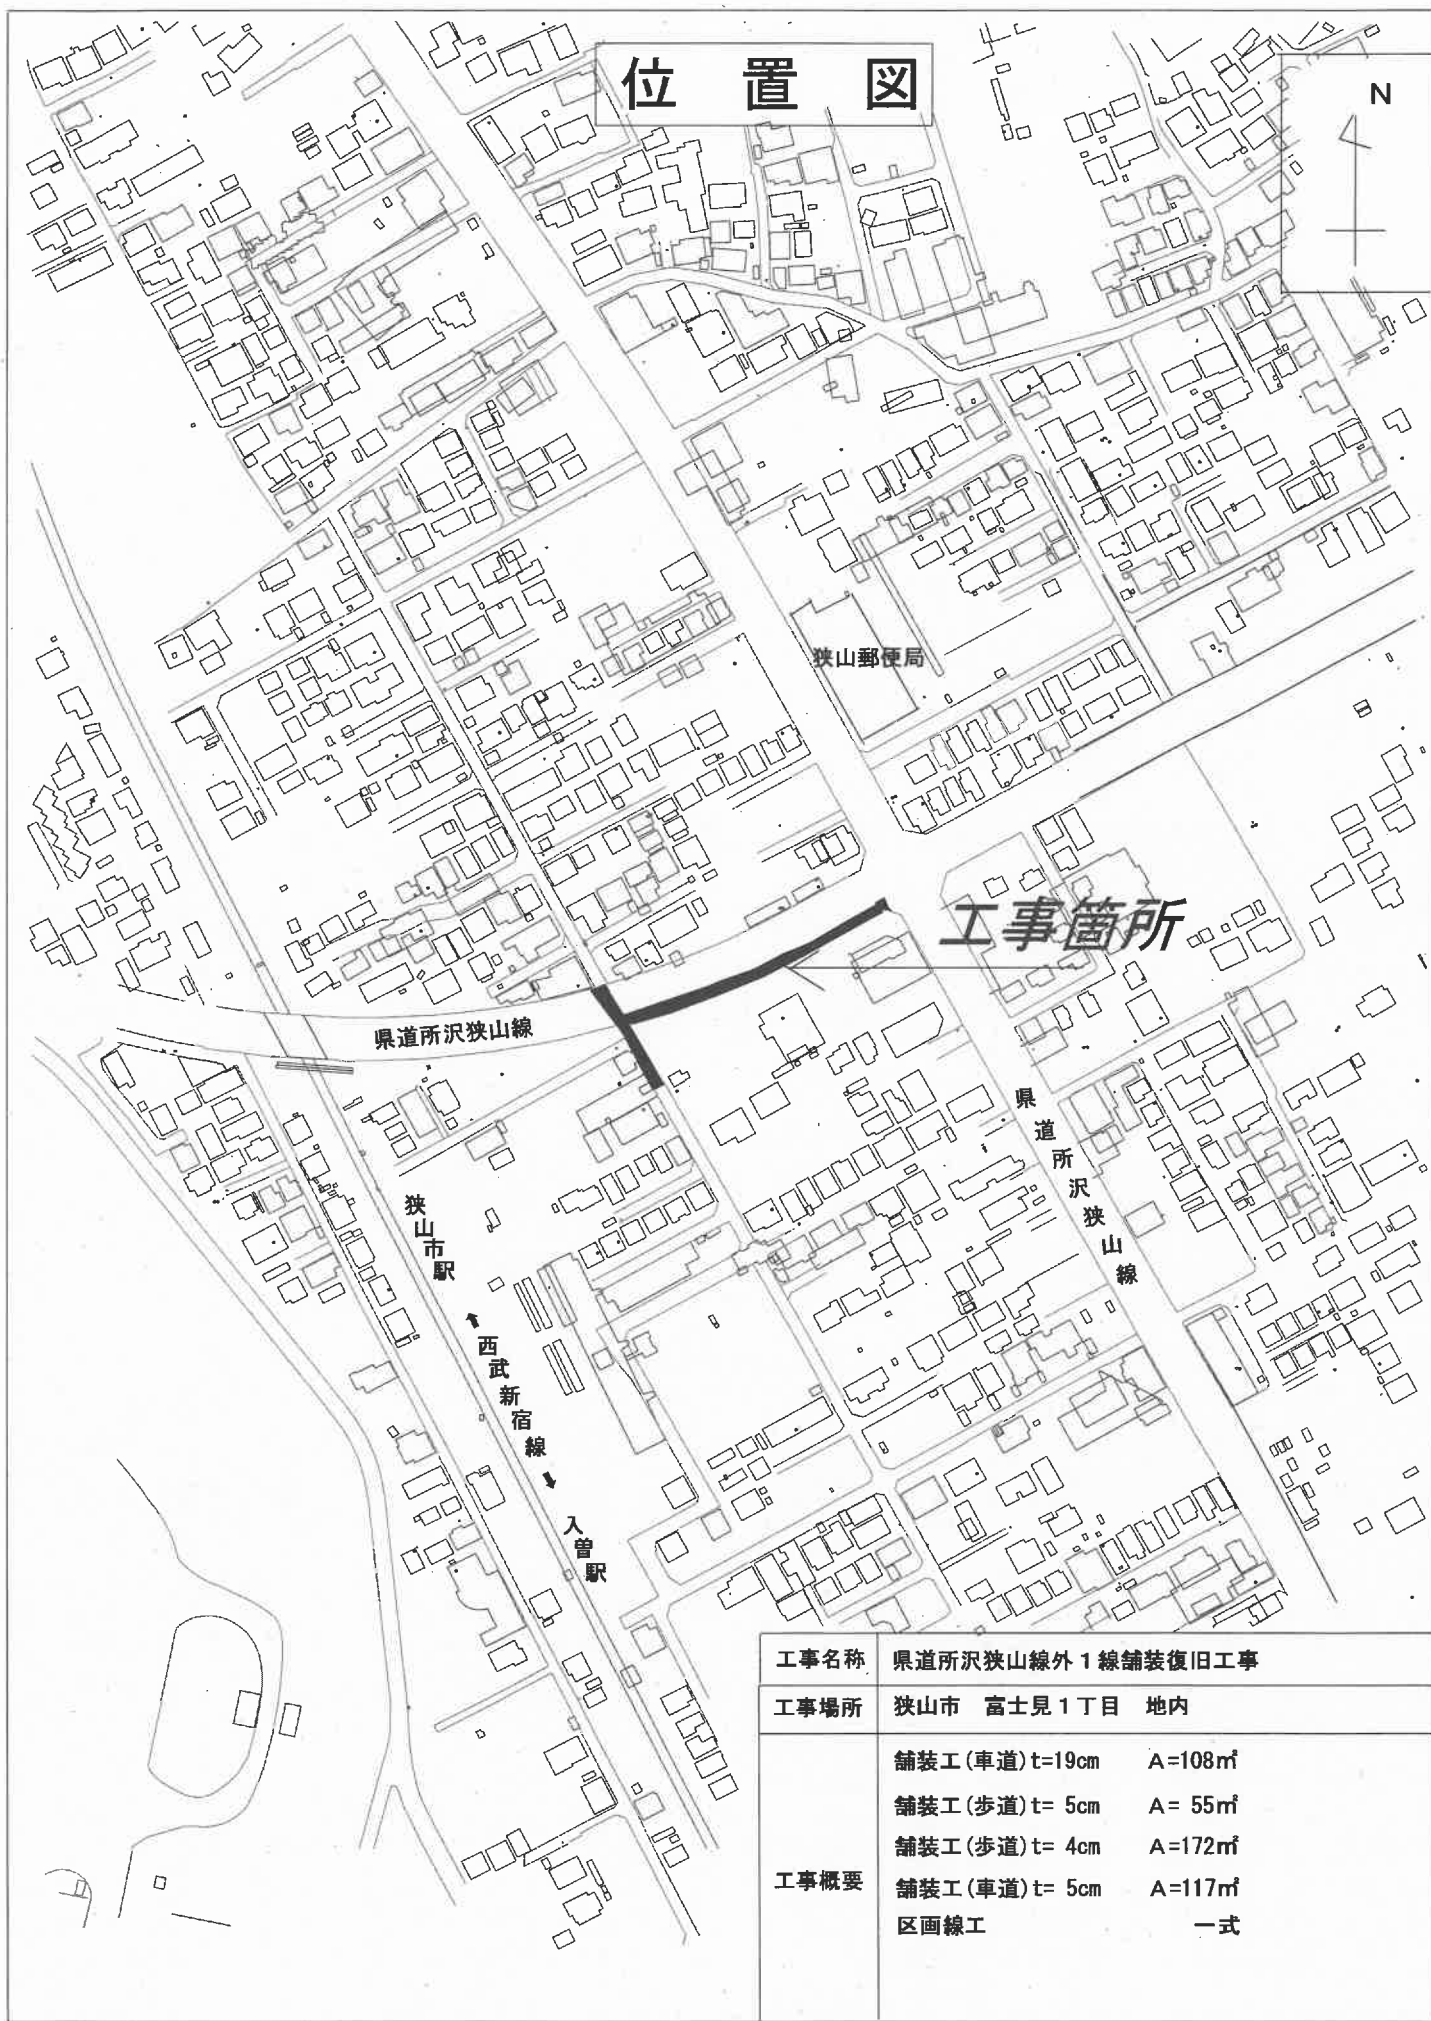 位置図
N
狭山郵便局
工事箇所
県道所沢狭山線
県道所沢狭山線
狭山市駅
西武新宿線
入曽駅
工事名称 県道所沢狭山線外1線舗装復旧工事
工事場所 狭山市 富士見1丁目 地内
工事概要
舗装工(車道)t=19cm A=108㎡
舗装工(歩道)t= 5cm A= 55㎡
舗装工(歩道)t= 4cm A=172㎡
舗装工(車道)t= 5cm A=117㎡
区画線工 一式